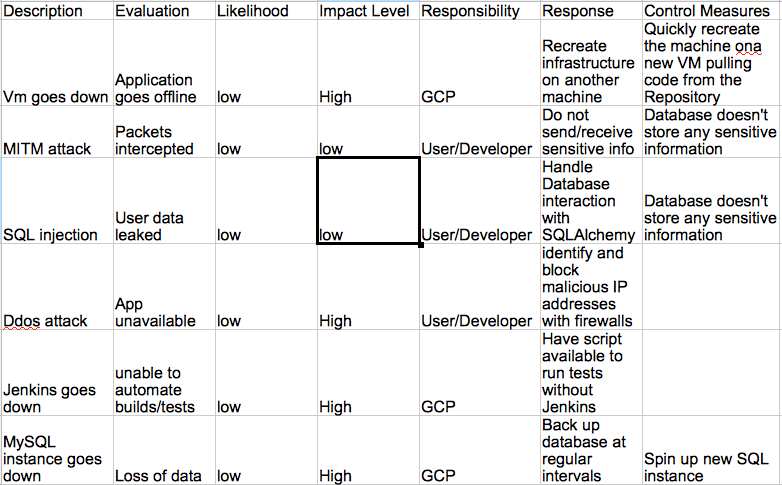 Description Evaluation Likelihood Impact Level Responsibility Response Control Measures
Vm goes down
Application
goes offline
low
High
GCP
Recreate
infrastructure
on another
machine
Quickly recreate
the machine ona
new VM pulling
code from the
Repository
MITM attack
Packets
intercepted
low
low
User/Developer
Do not
send/receive
sensitive info
Database doesn't
store any sensitive
information
SQL injection
User data
leaked
low
low
User/Developer
Handle
Database
interaction
with
SQLAlchemy
Database doesn't
store any sensitive
information
Ddos attack
App
unavailable
low
High
User/Developer
identify and
block
malicious IP
addresses
with firewalls
Jenkins goes
down
unable to
automate
builds/tests
low
High
GCP
Have script
available to
run tests
without
Jenkins
MySQL
instance goes
down
Loss of data
low
High
GCP
Back up
database at
regular
intervals
Spin up new SQL
instance